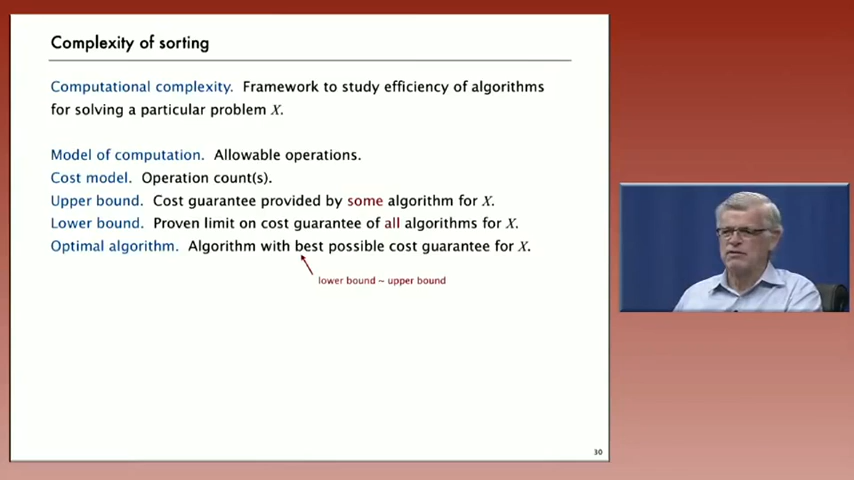 Complexity of sorting
Computational complexity. Framework to study efficiency of algorithms
for solving a particular problem X.
Model of computation. Allowable operations.
Cost model. Operation count(s).
Upper bound. Cost guarantee provided by some algorithm for X.
Lower bound. Proven limit on cost guarantee of all algorithms for X.
Optimal algorithm. Algorithm with best possible cost guarantee for X.
lower bound ~ upper bound
30